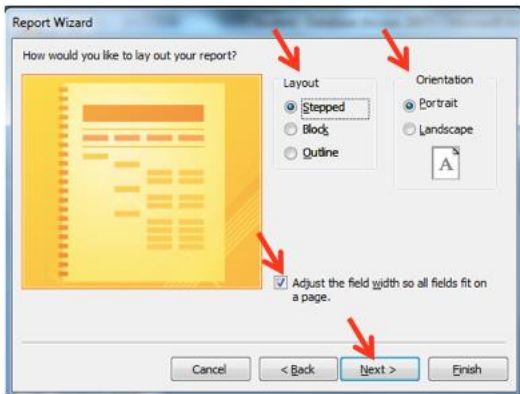 Report Wizard
How would you like to lay out your report?
Layout
Stepped
Block
Outline
Orientation
Portrait
Landscape
A
Adjust the field width so all fields fit on
a page.
Cancel
< Back
Next >
Finish